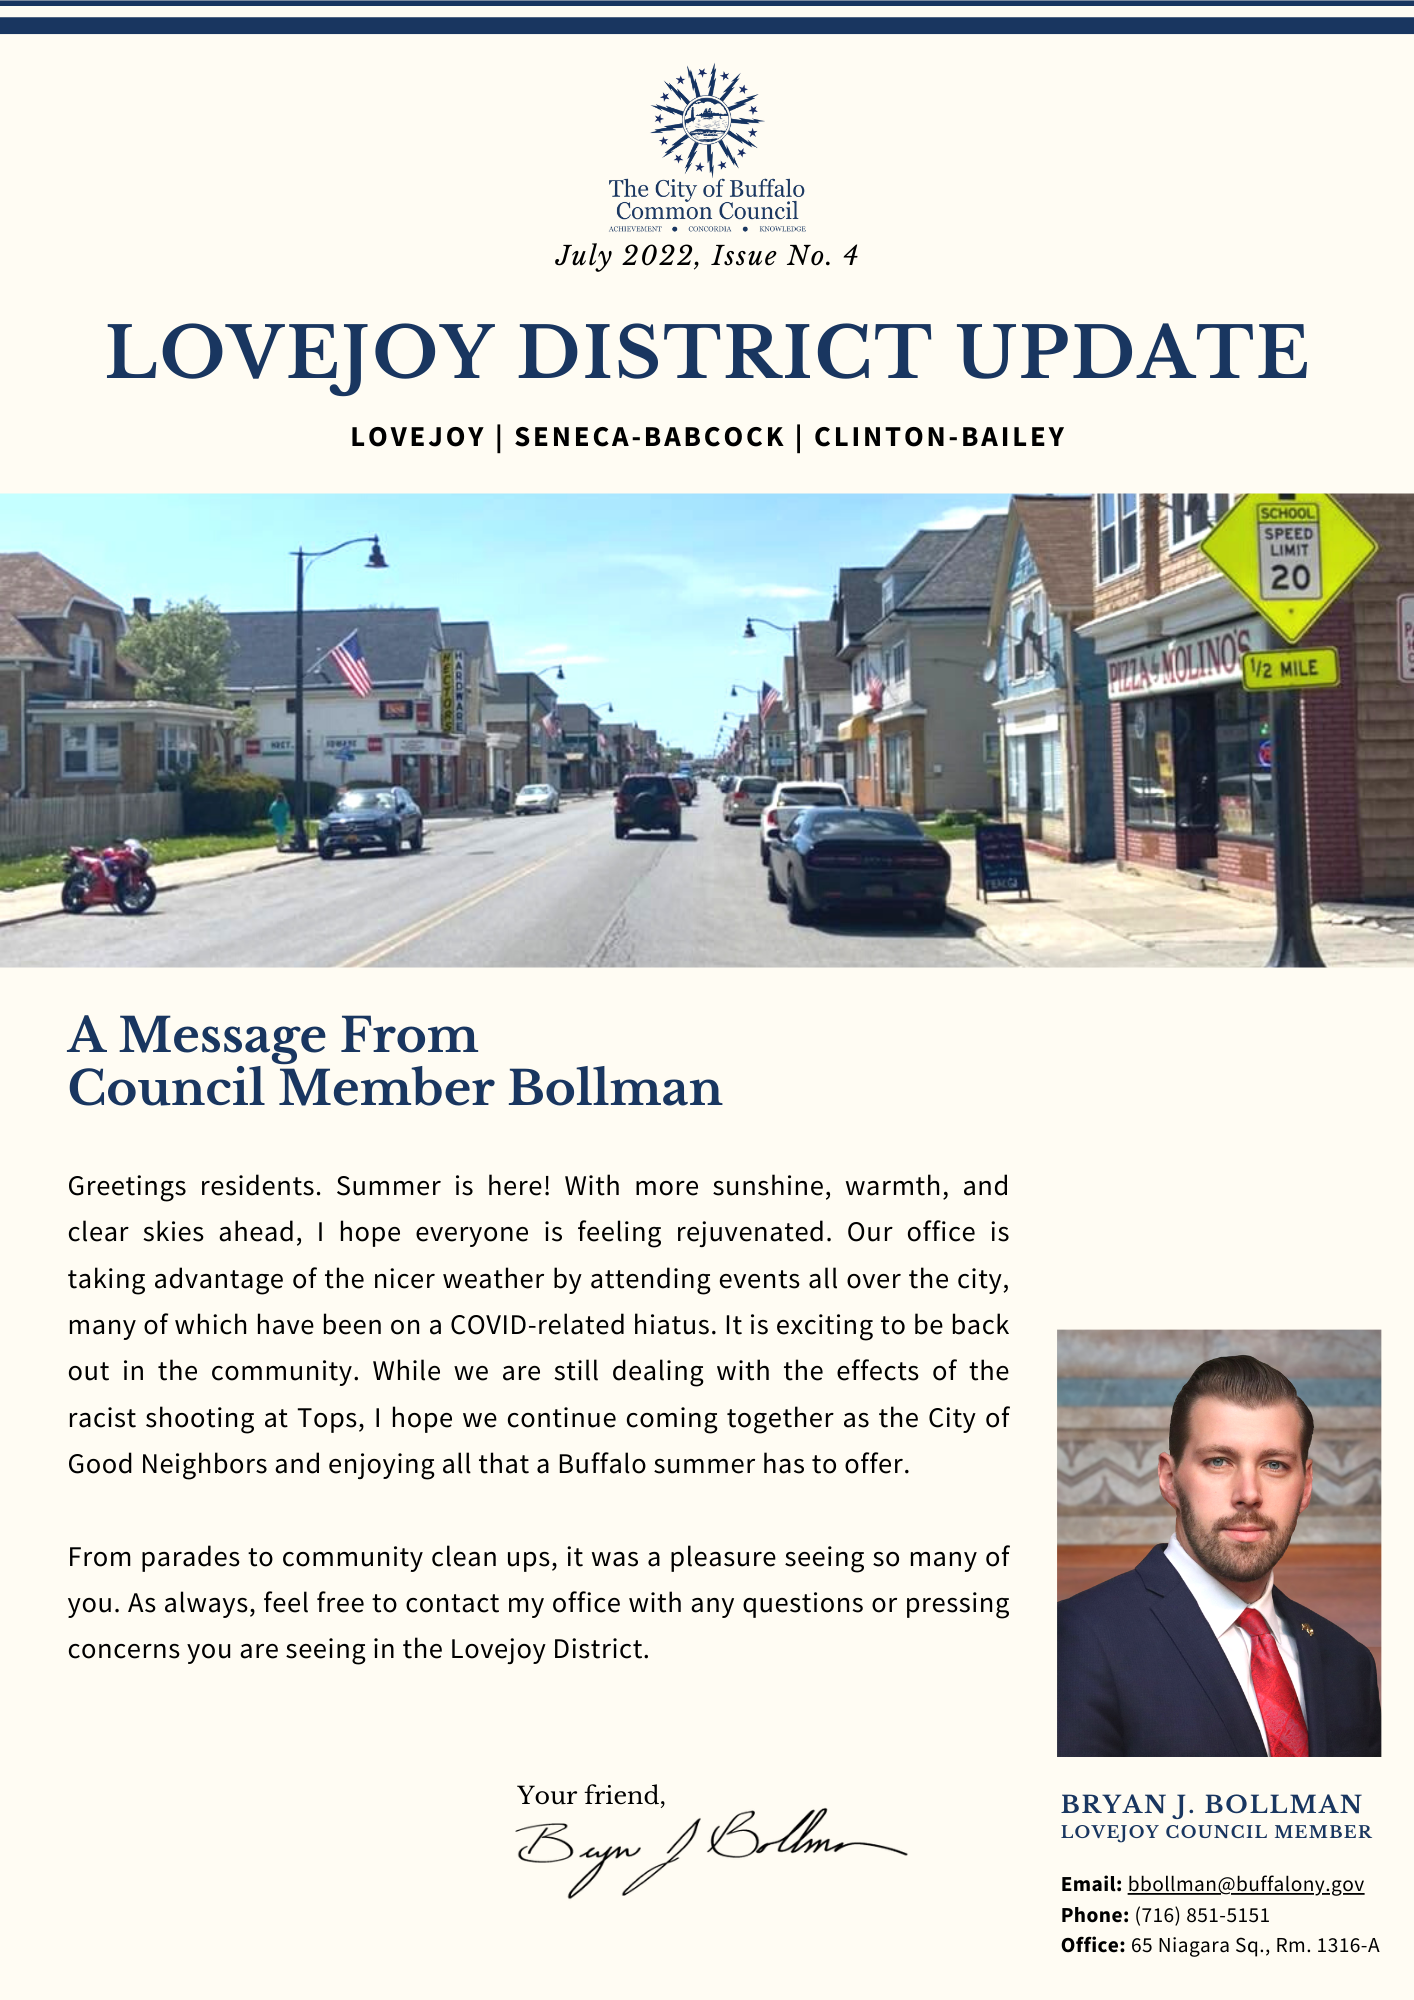 The City of Buffalo
Common Council
ACHIEVEMENT ● CONCORDIA ● KNOWLEDGE
July 2022, Issue No. 4
LOVEJOY DISTRICT UPDATE
LOVEJOY | SENECA-BABCOCK | CLINTON-BAILEY
SCHOOL
SPEED
LIMIT
20
1/2 MILE
PIZZA by MOLINO'S
HECTORS
HARDWARE
A Message From
Council Member Bollman
Greetings residents. Summer is here! With more sunshine, warmth, and
clear skies ahead, I hope everyone is feeling rejuvenated. Our office is
taking advantage of the nicer weather by attending events all over the city,
many of which have been on a COVID-related hiatus. It is exciting to be back
out in the community. While we are still dealing with the effects of the
racist shooting at Tops, I hope we continue coming together as the City of
Good Neighbors and enjoying all that a Buffalo summer has to offer.
From parades to community clean ups, it was a pleasure seeing so many of
you. As always, feel free to contact my office with any questions or pressing
concerns you are seeing in the Lovejoy District.
Your friend,
Bryan J Bollman
BRYAN J. BOLLMAN
LOVEJOY COUNCIL MEMBER
Email: bbollman@buffalony.gov
Phone: (716) 851-5151
Office: 65 Niagara Sq., Rm. 1316-A